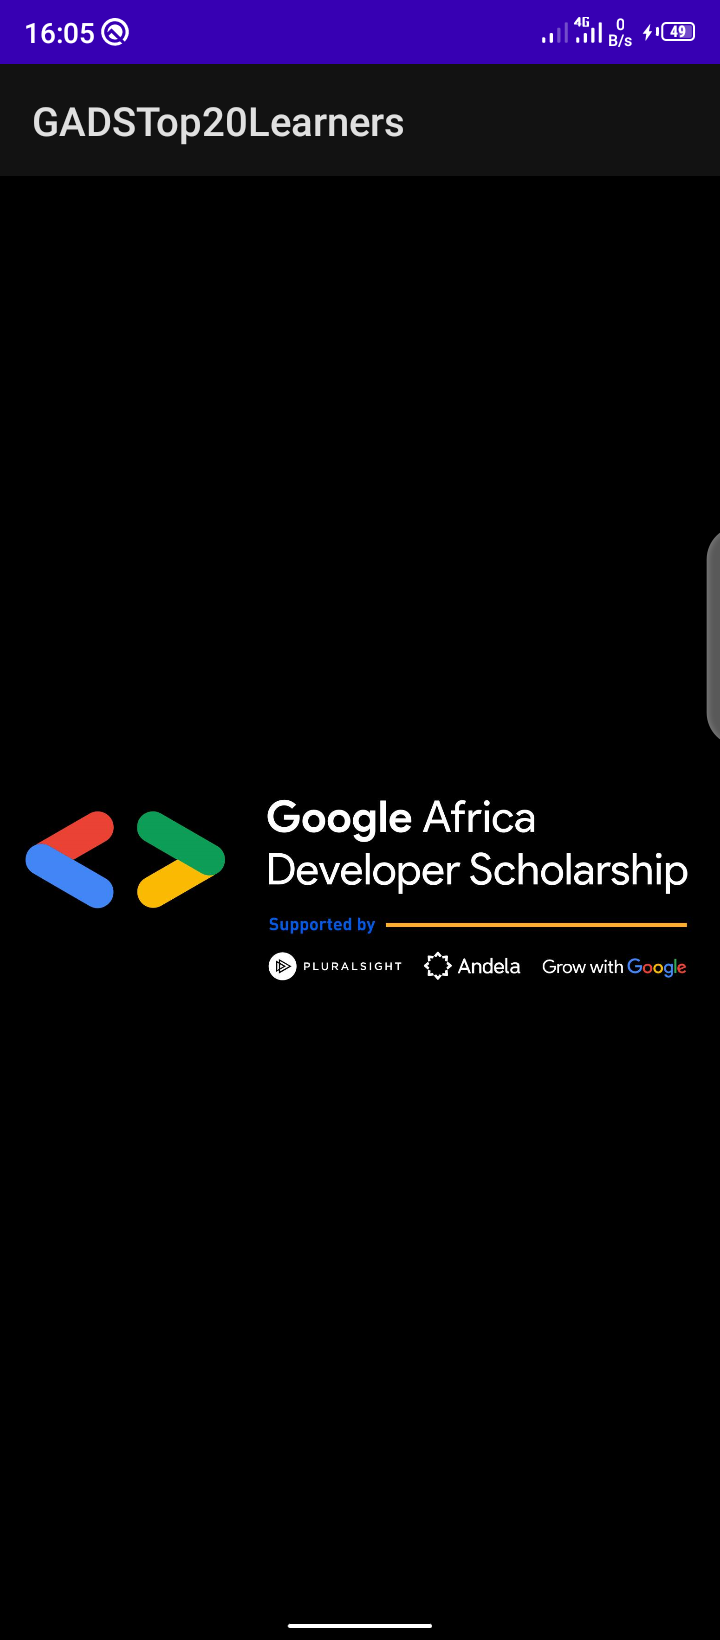 16:05 4G 0 B/s 49
GADSTop20Learners
Google Africa
Developer Scholarship
Supported by
PLURALSIGHT Andela Grow with Google